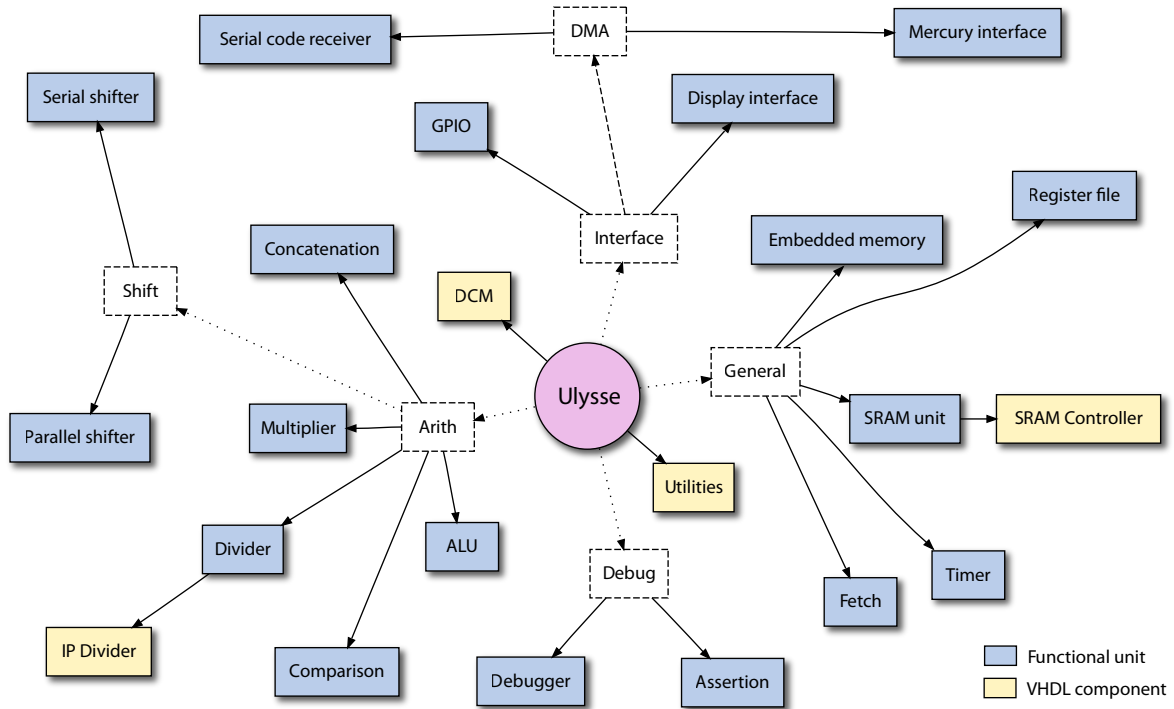 DMA
Serial code receiver
Mercury interface
Serial shifter
Display interface
GPIO
Register file
Interface
Embedded memory
Concatenation
Shift
DCM
General
Ulysse
SRAM unit
SRAM Controller
Parallel shifter
Multiplier
Arith
Utilities
Divider
ALU
Debug
Timer
Fetch
IP Divider
Comparison
Debugger
Assertion
Functional unit
VHDL component